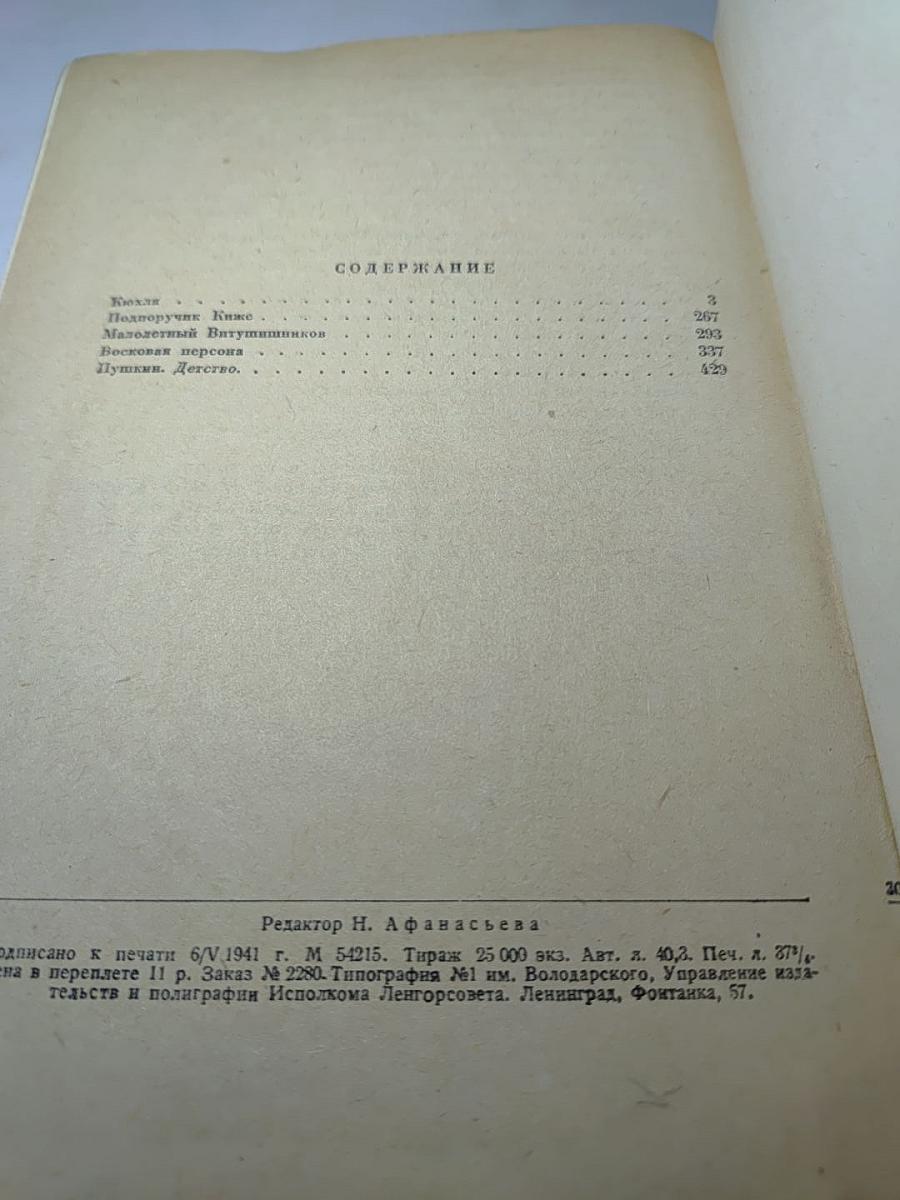 СОДЕРЖАНИЕ
Кюхля . . . . . . . . . . . . . . . . . . . . . . . . 3
Подпоручик Киже . . . . . . . . . . . . . . . . . . . 267
Малолетный Витушишников . . . . . . . . . . . . . . 293
Восковая персона . . . . . . . . . . . . . . . . . . . 337
Пушкин. Детство. . . . . . . . . . . . . . . . . . . . 429
Редактор Н. Афанасьева
одписано к печати 6/V 1941 г. М 54215. Тираж 25 000 экз. Авт. л. 40,3. Печ. л.
ена в переплете 11 р. Заказ № 2280. Типография №1 им. Володарского, Управление изда-
тельств и полиграфии Исполкома Ленгорсовета. Ленинград, Фонтанка, 57.